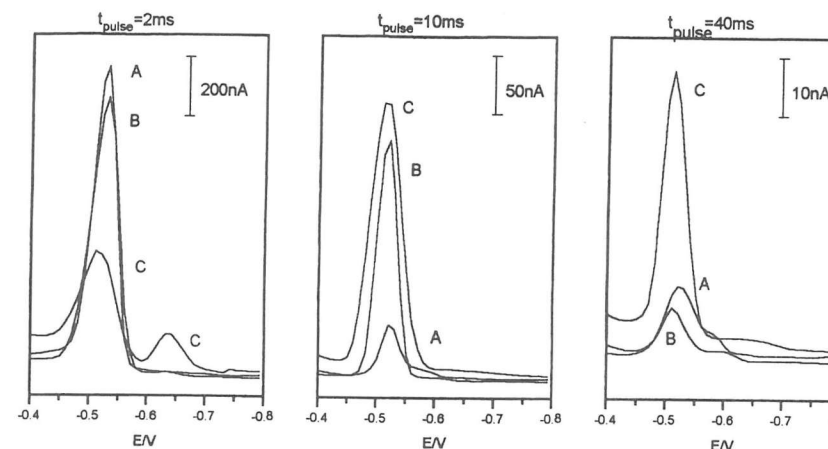 t_pulse=2ms
A
200nA
B
C
C
-0.4 -0.5 -0.6 -0.7 -0.8
E/V
t_pulse=10ms
50nA
C
B
A
-0.4 -0.5 -0.6 -0.7 -0.8
E/V
t_pulse=40ms
C
10nA
A
B
-0.4 -0.5 -0.6 -0.7
E/V